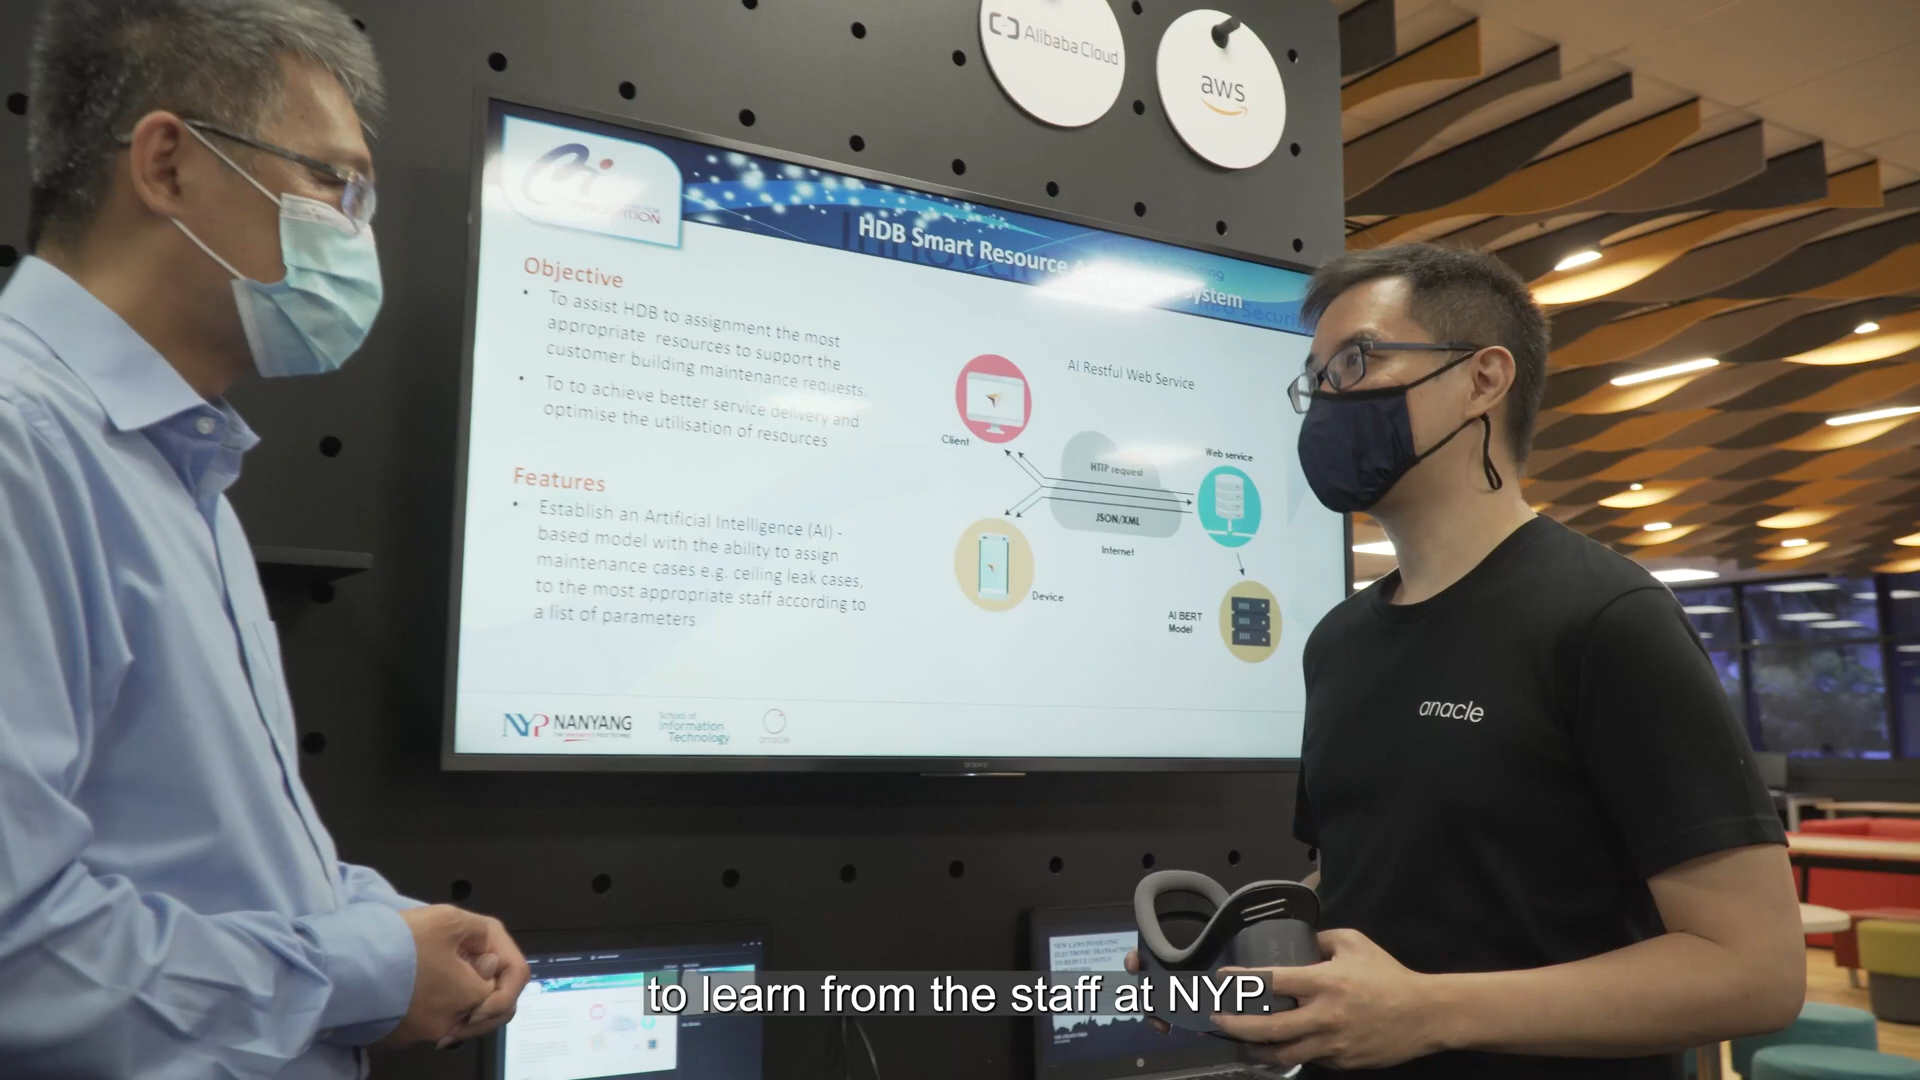 Alibaba Cloud
aws
HDB Smart Resource
System
Objective
• To assist HDB to assignment the most
appropriate resources to support the
customer building maintenance requests.
• To to achieve better service delivery and
optimise the utilisation of resources
Features
• Establish an Artificial Intelligence (AI) -
based model with the ability to assign
maintenance cases e.g. ceiling leak cases,
to the most appropriate staff according to
a list of parameters
AI Restful Web Service
Client
HTTP request
Web service
JSON/XML
Internet
Device
AI BERT
Model
NYP NANYANG
School of
Information
Technology
anacle
anacle
to learn from the staff at NYP.